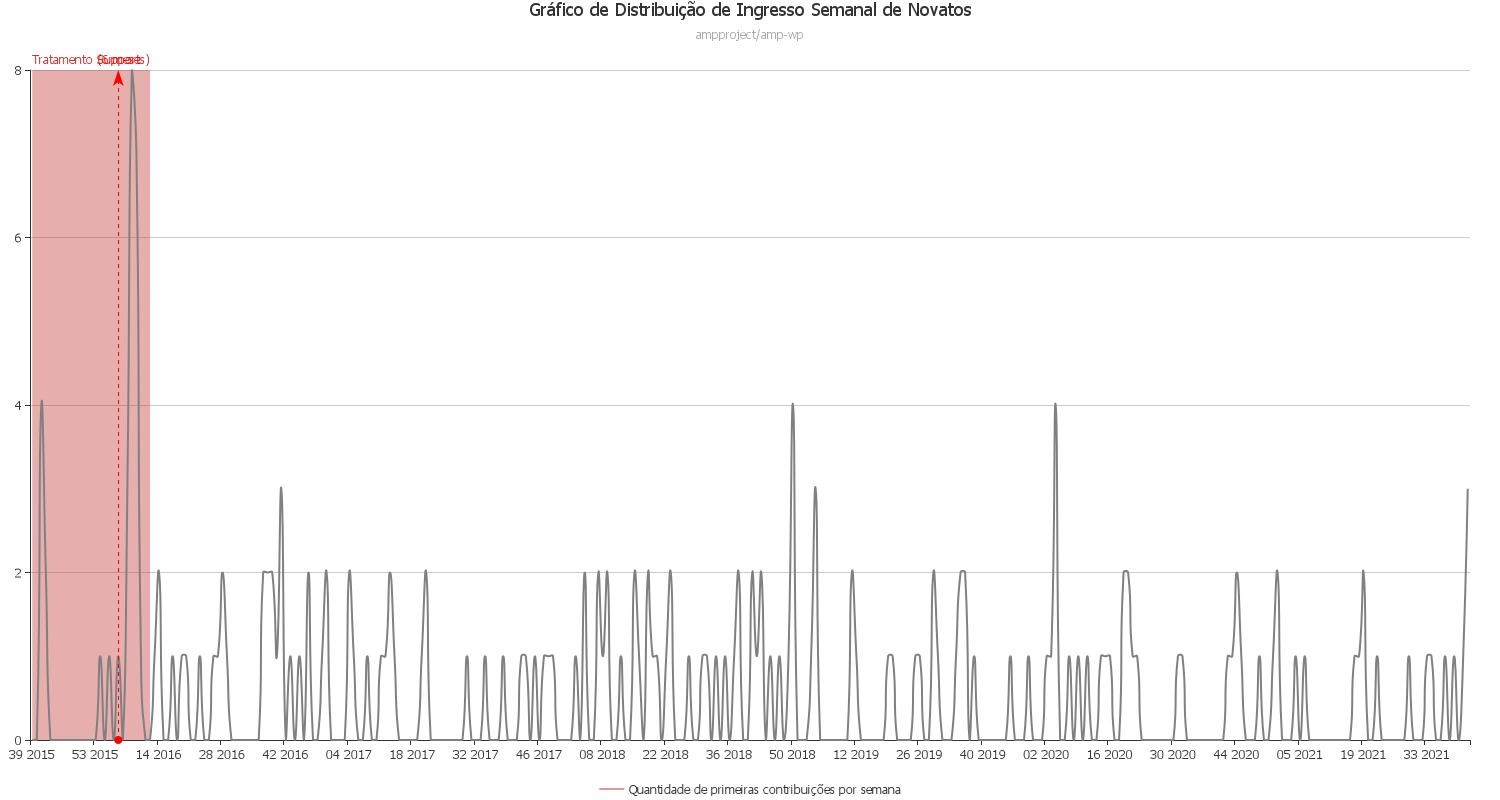 Gráfico de Distribuição de Ingresso Semanal de Novatos
ampproject/amp-wp
Tratamento (6 meses)
8
6
4
2
0
39 2015 53 2015 14 2016 28 2016 42 2016 04 2017 18 2017 32 2017 46 2017 08 2018 22 2018 36 2018 50 2018 12 2019 26 2019 40 2019 02 2020 16 2020 30 2020 44 2020 05 2021 19 2021 33 2021
Quantidade de primeiras contribuições por semana